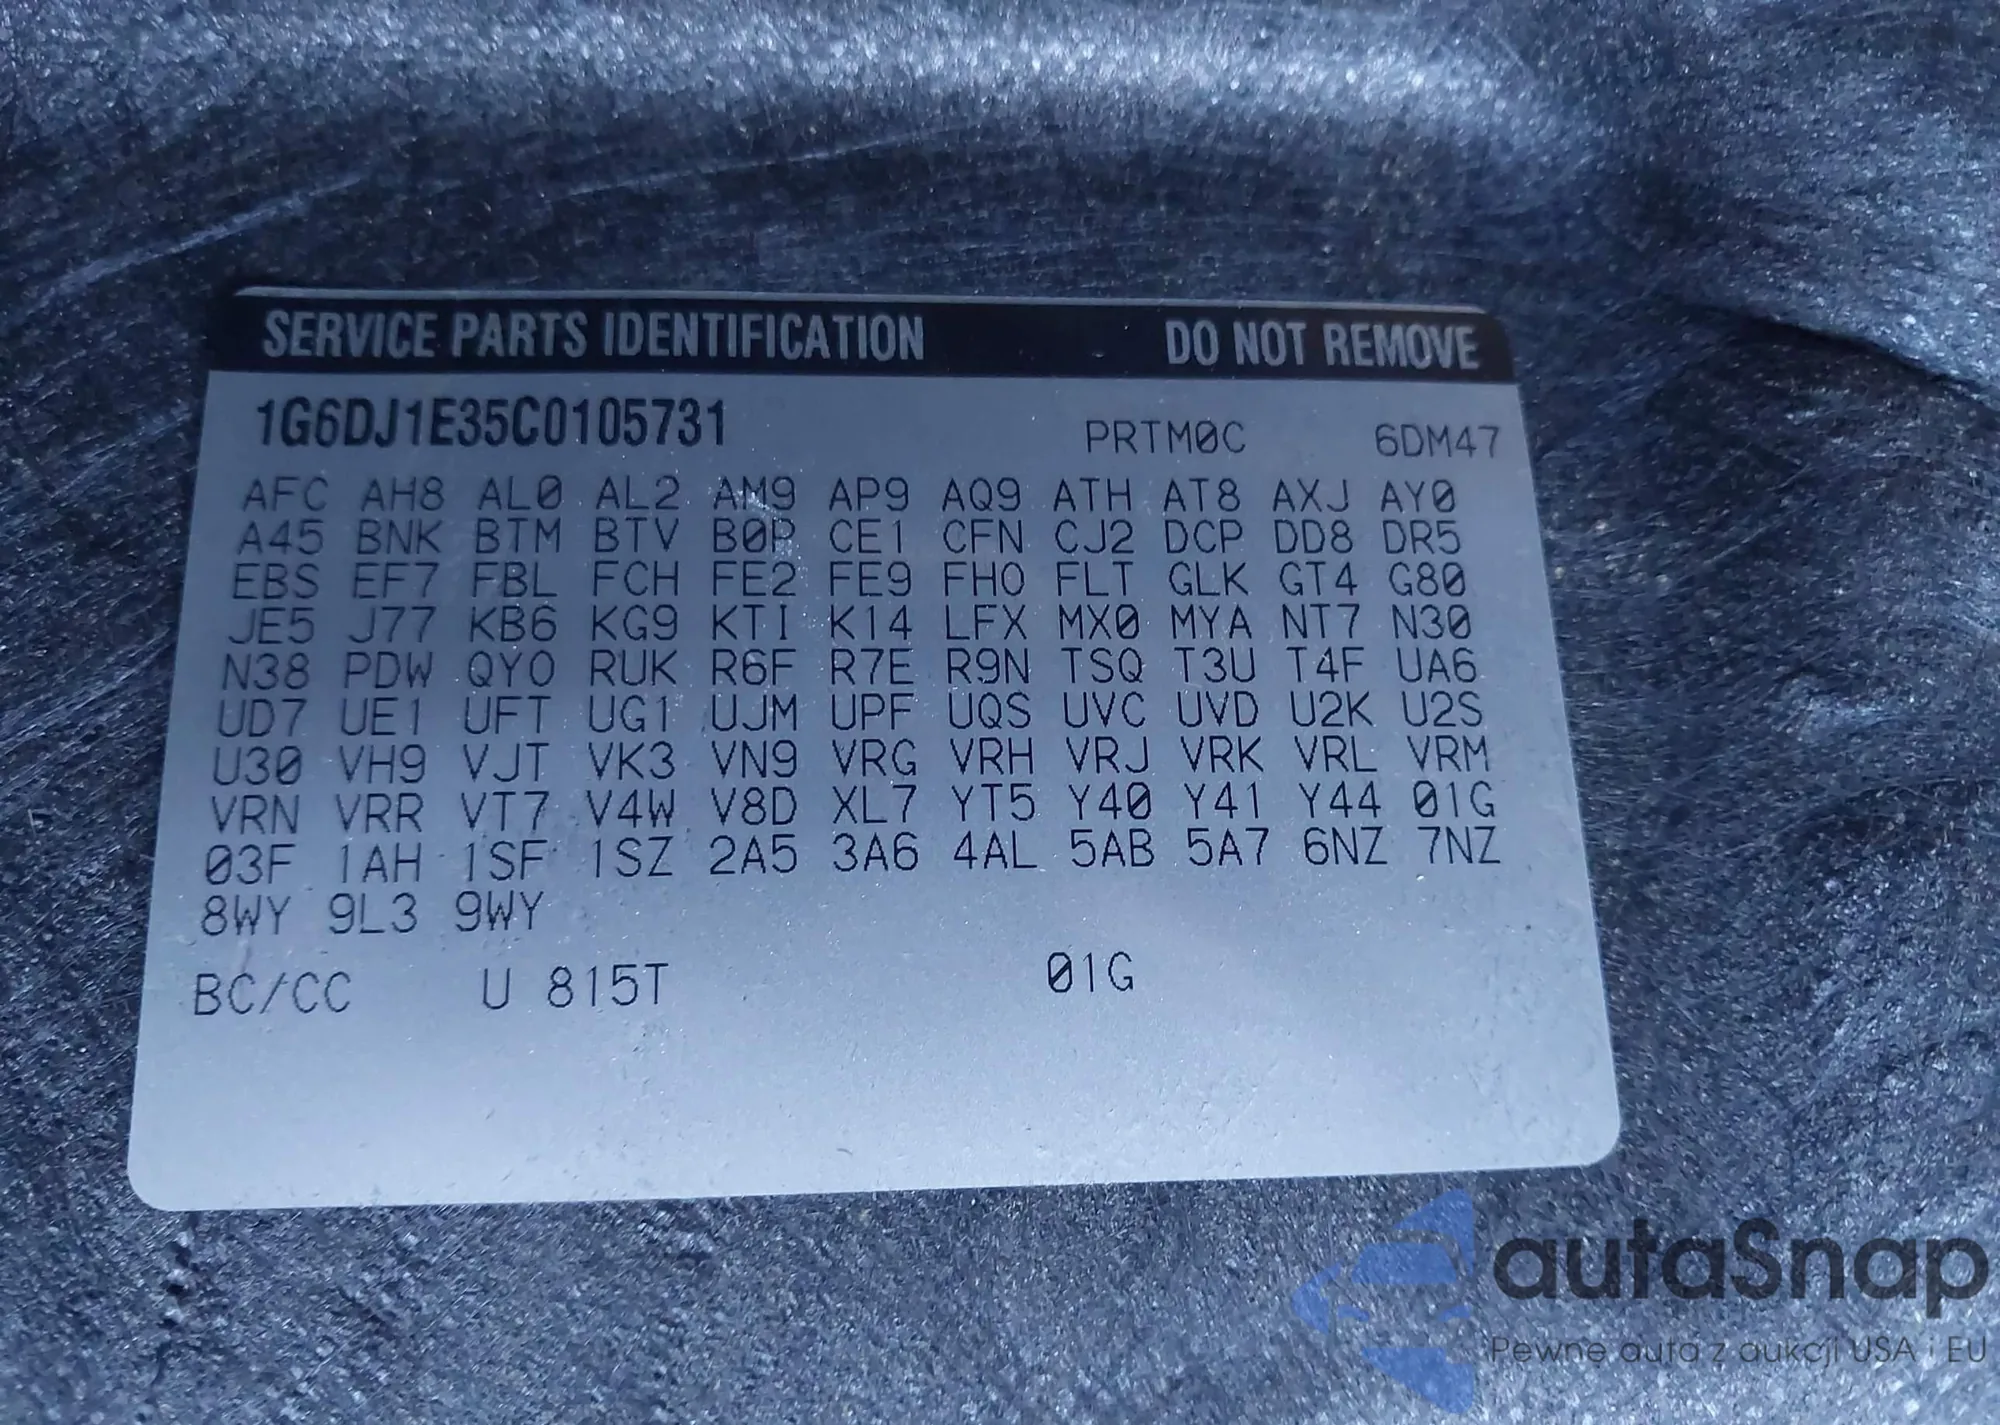 SERVICE PARTS IDENTIFICATION DO NOT REMOVE
1G6DJ1E35C0105731 PRTM0C 6DM47
AFC AH8 AL0 AL2 AM9 AP9 AQ9 ATH AT8 AXJ AY0
A45 BNK BTM BTV B0P CE1 CFN CJ2 DCP DD8 DR5
EBS EF7 FBL FCH FE2 FE9 FHO FLT GLK GT4 G80
JE5 J77 KB6 KG9 KTI K14 LFX MX0 MYA NT7 N30
N38 PDW QYO RUK R6F R7E R9N TSQ T3U T4F UA6
UD7 UE1 UFT UG1 UJM UPF UQS UVC UVD U2K U2S
U30 VH9 VJT VK3 VN9 VRG VRH VRJ VRK VRL VRM
VRN VRR VT7 V4W V8D XL7 YT5 Y40 Y41 Y44 01G
03F 1AH 1SF 1SZ 2A5 3A6 4AL 5AB 5A7 6NZ 7NZ
8WY 9L3 9WY
BC/CC U 815T 01G
autaSnap
Pewne auta z aukcji USA i EU